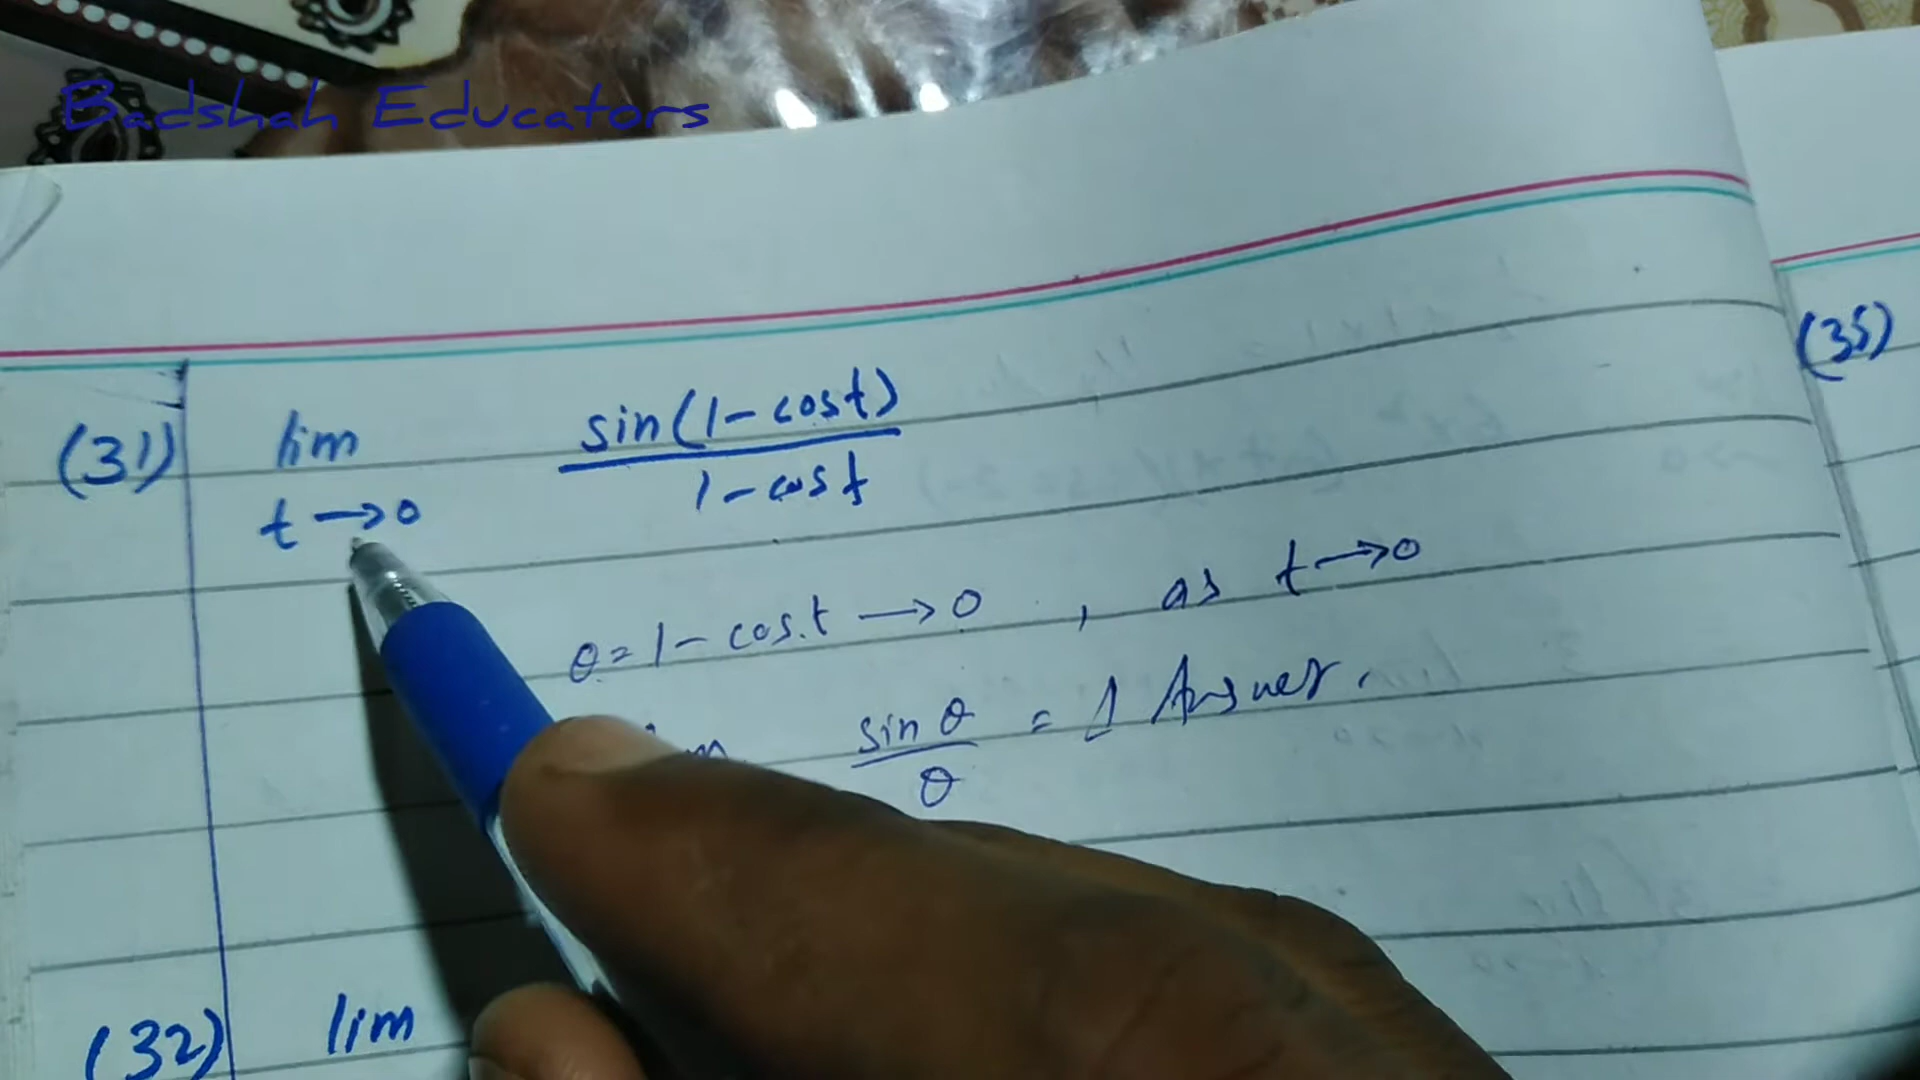 Badshah Educators
(31) lim sin(1-cost)
t→0 1-cost
(35)
θ=1-cos.t→0 , as t→0
sin θ = 1 Answer.
θ
(32) lim